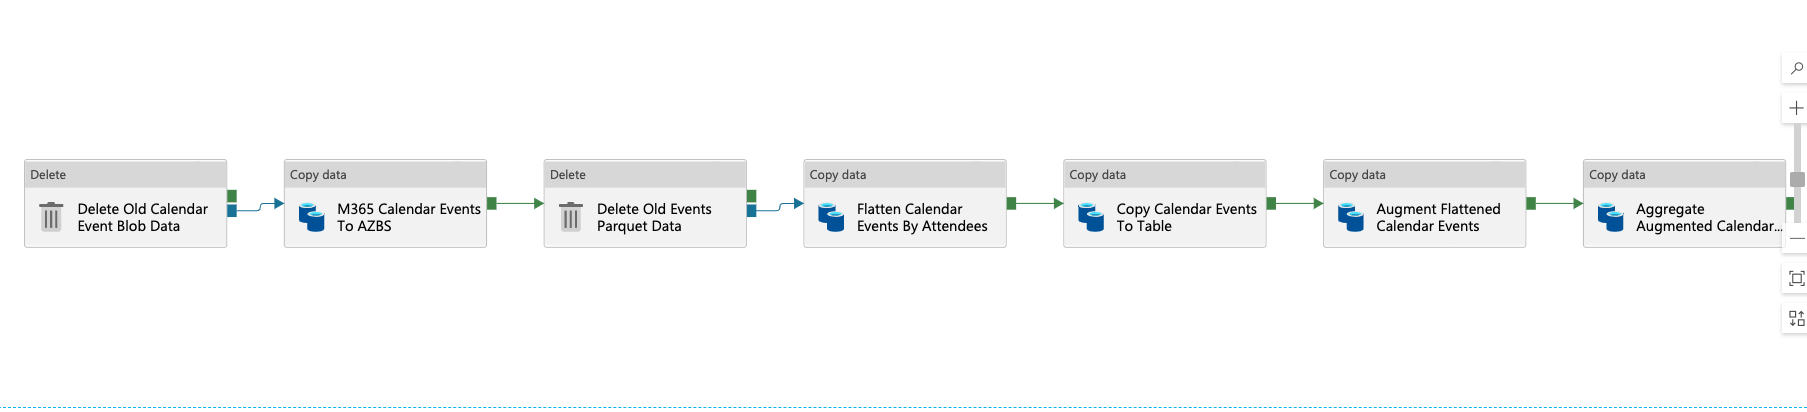 Delete
Delete Old Calendar
Event Blob Data
Copy data
M365 Calendar Events
To AZBS
Delete
Delete Old Events
Parquet Data
Copy data
Flatten Calendar
Events By Attendees
Copy data
Copy Calendar Events
To Table
Copy data
Augment Flattened
Calendar Events
Copy data
Aggregate
Augmented Calendar...